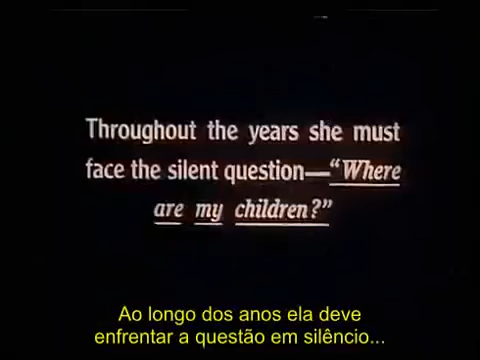 Throughout the years she must
face the silent question—"Where
are my children?"
Ao longo dos anos ela deve
enfrentar a questão em silêncio...